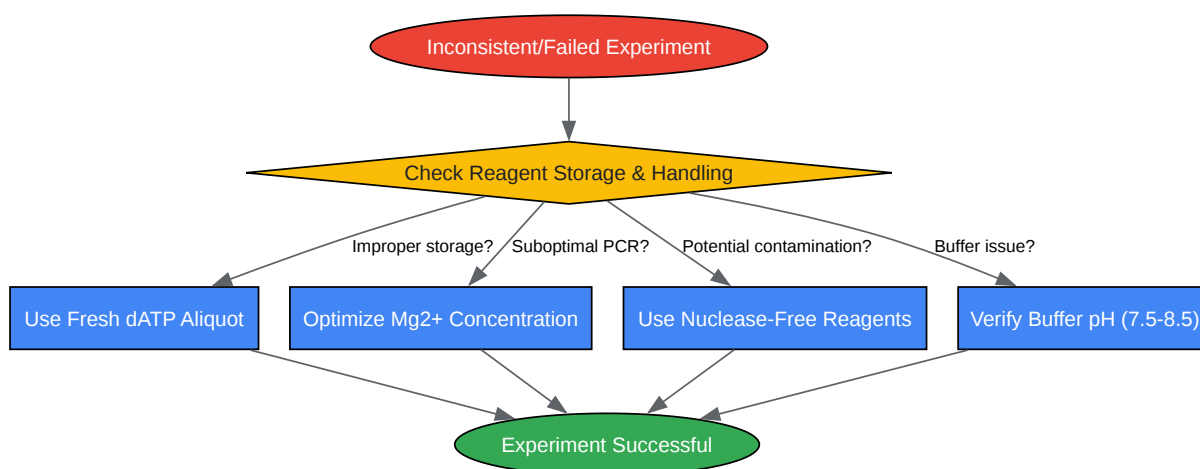 Inconsistent/Failed Experiment
Check Reagent Storage & Handling
Improper storage?
Suboptimal PCR?
Potential contamination?
Buffer issue?
Use Fresh dATP Aliquot
Optimize Mg2+ Concentration
Use Nuclease-Free Reagents
Verify Buffer pH (7.5-8.5)
Experiment Successful